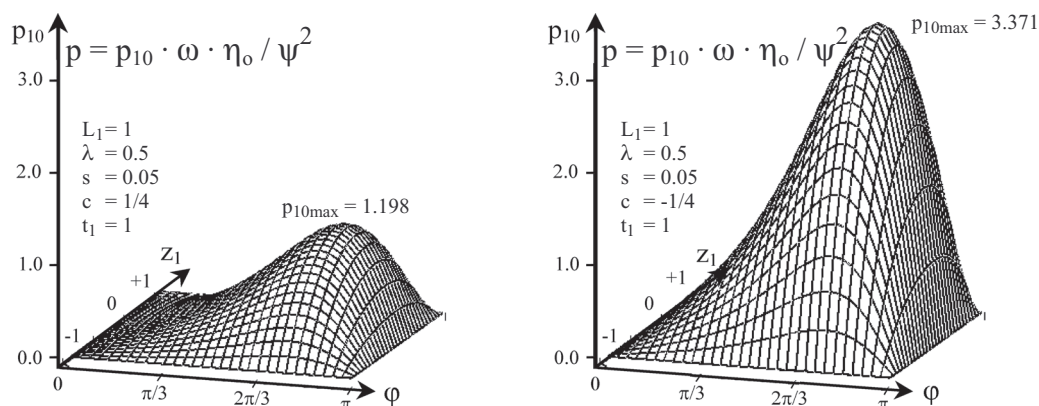 p₁₀
p = p₁₀ · ω · ηₒ / ψ²
3.0
L₁= 1
λ = 0.5
2.0
s = 0.05
c = 1/4
t₁ = 1
p₁₀max = 1.198
1.0
z₁
+1
0
-1
0.0
0
π/3
2π/3
π
φ
p₁₀
p = p₁₀ · ω · ηₒ / ψ²
p₁₀max = 3.371
3.0
L₁= 1
λ = 0.5
2.0
s = 0.05
c = -1/4
t₁ = 1
1.0
z₁
+1
0
-1
0.0
0
π/3
2π/3
π
φ